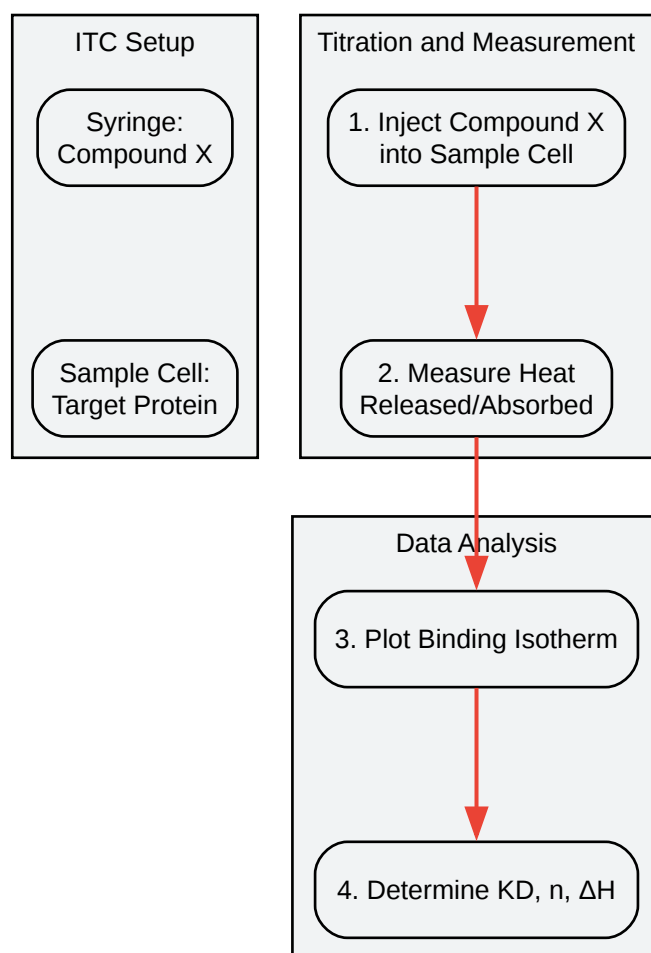 ITC Setup
Syringe:
Compound X
Sample Cell:
Target Protein
Titration and Measurement
1. Inject Compound X
into Sample Cell
2. Measure Heat
Released/Absorbed
Data Analysis
3. Plot Binding Isotherm
4. Determine KD, n, ΔH